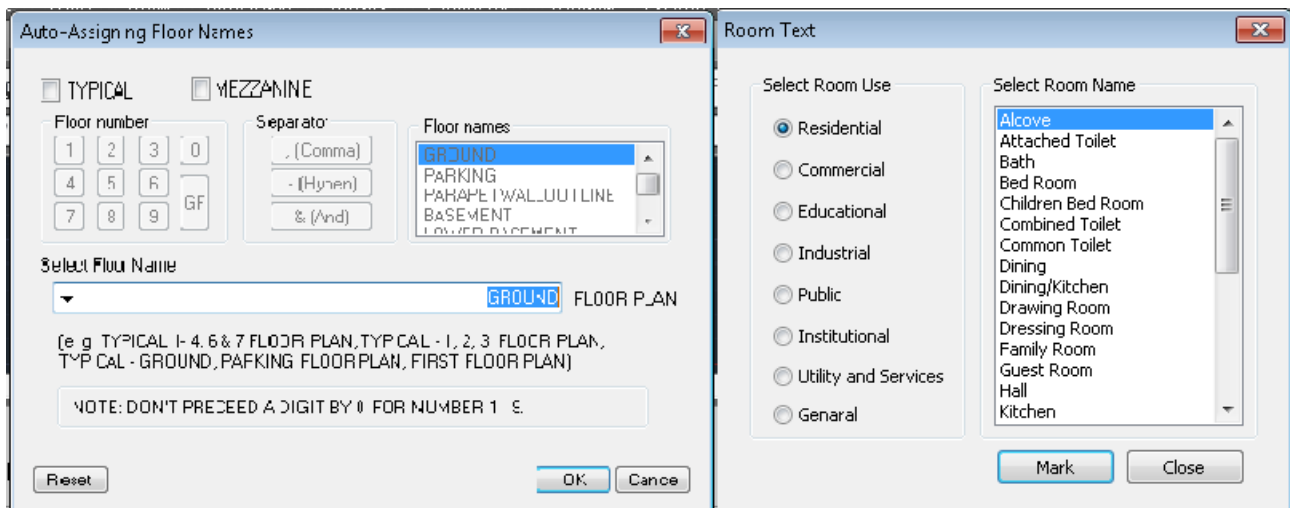 Auto-Assigning Floor Names
TYPICAL
MEZZANINE
Floor number
1 2 3 0
4 5 6 GF
7 8 9
Separator
, (Comma)
- (Hypen)
& (And)
Floor names
GROUND
PARKING
PARAPETWALLOUTLINE
BASEMENT
LOWER BASEMENT
Select Floor Name
GROUND FLOOR PLAN
(e.g. TYPICAL 1- 4, 6 & 7 FLOOR PLAN, TYPICAL - 1, 2, 3 FLOOR PLAN,
TYPICAL - GROUND, PARKING FLOOR PLAN, FIRST FLOOR PLAN)
NOTE: DON'T PRECEED A DIGIT BY 0 FOR NUMBER 1 - 9.
Reset
OK
Cancel
Room Text
Select Room Use
Residential
Commercial
Educational
Industrial
Public
Institutional
Utility and Services
Genaral
Select Room Name
Alcove
Attached Toilet
Bath
Bed Room
Children Bed Room
Combined Toilet
Common Toilet
Dining
Dining/Kitchen
Drawing Room
Dressing Room
Family Room
Guest Room
Hall
Kitchen
Mark
Close